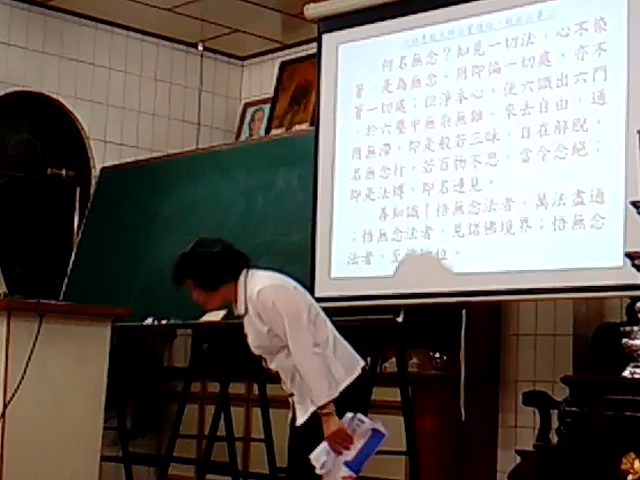 何名無念？知見一切法，心不染
著，是為無念。用即徧一切處，亦不
著一切處；但淨本心，使六識出六門
，於六塵中無染無雜，來去自由，通
用無滯，即是般若三昧，自在解脫，
名無念行。若百物不思，當令念絕；
即是法縛，即名邊見。
善知識！悟無念法者，萬法盡通
；悟無念法者，見諸佛境界；悟無念
法者，至佛地位。